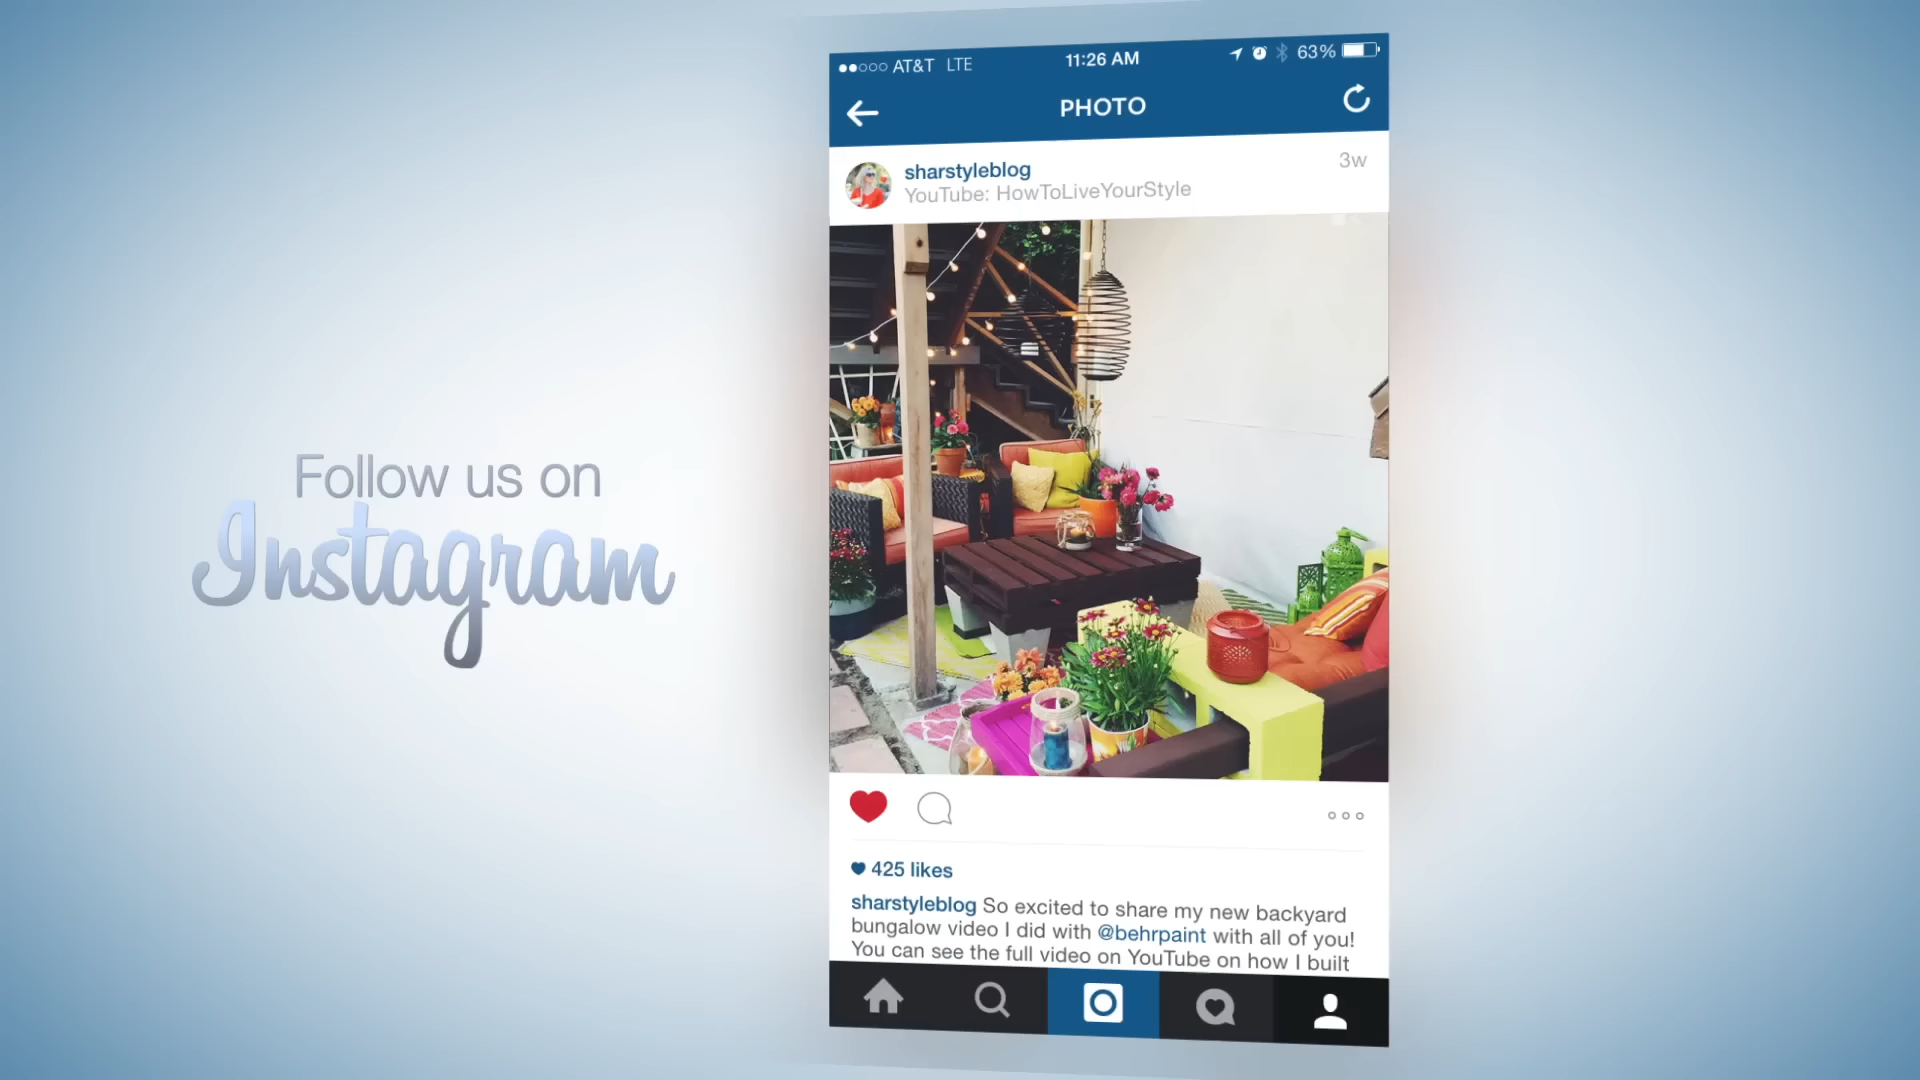 Follow us on
Instagram
AT&T LTE
11:26 AM
63%
PHOTO
sharstyleblog
3w
YouTube: HowToLiveYourStyle
425 likes
sharstyleblog So excited to share my new backyard
bungalow video I did with @behrpaint with all of you!
You can see the full video on YouTube on how I built